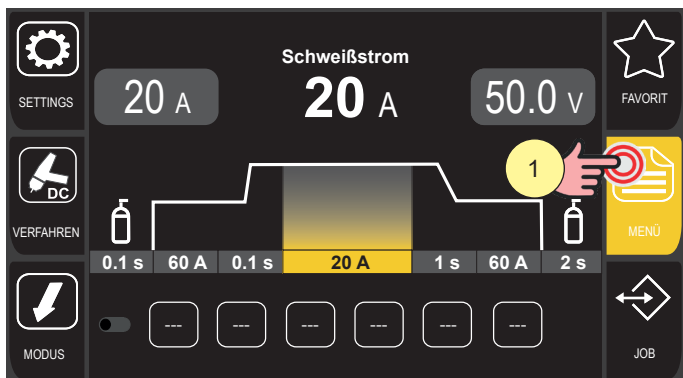 SETTINGS
VERFAHREN
DC
MODUS
Schweißstrom
20 A
20 A
50.0 V
1
0.1 s 60 A 0.1 s 20 A 1 s 60 A 2 s
--- --- --- --- --- ---
FAVORIT
MENÜ
JOB